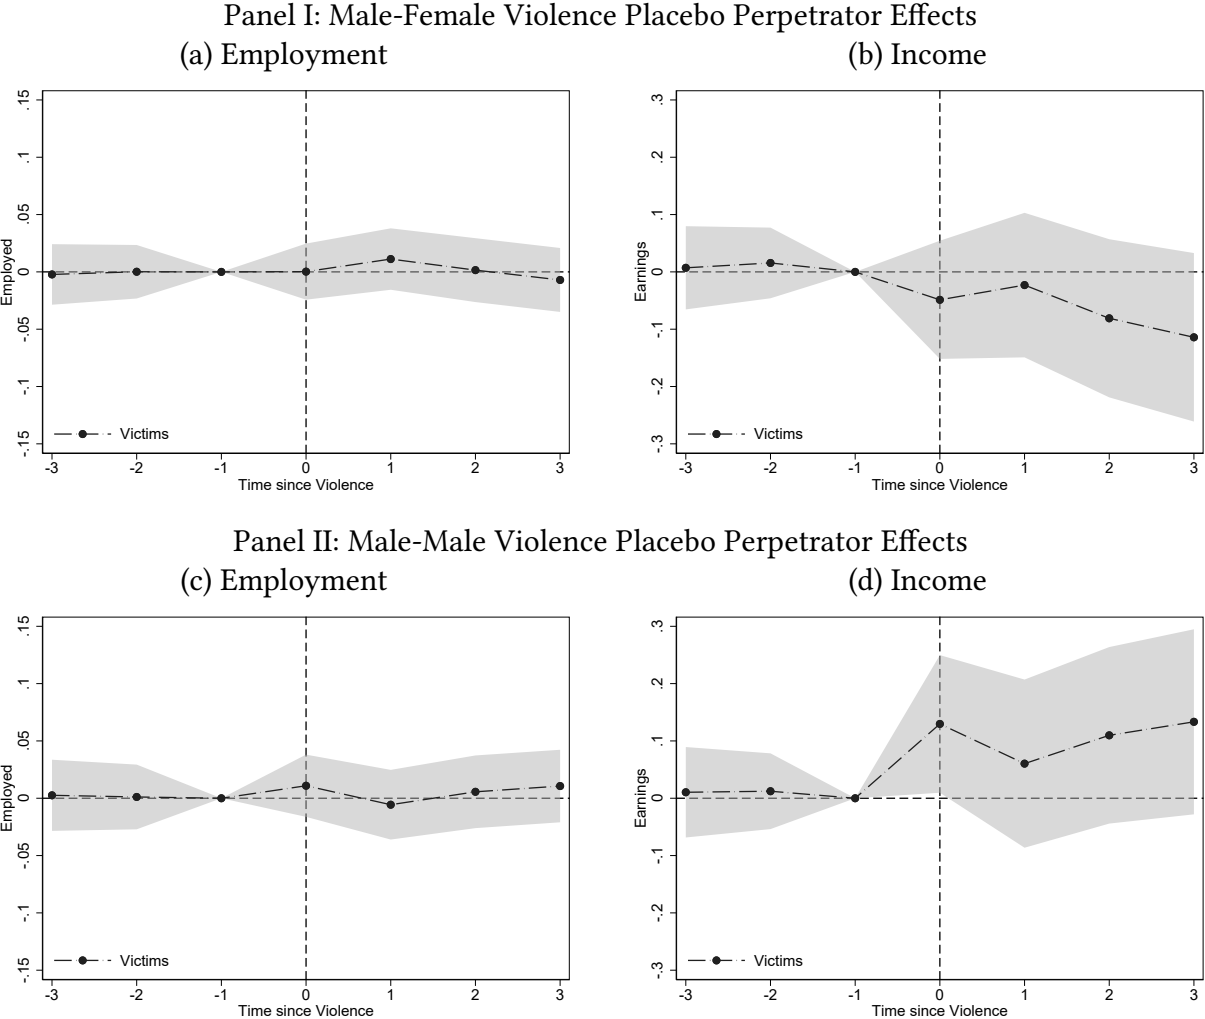 Panel I: Male-Female Violence Placebo Perpetrator Effects
(a) Employment
(b) Income
Employed
.15
.1
.05
0
-.05
-.1
-.15
Victims
-3 -2 -1 0 1 2 3
Time since Violence
Earnings
.3
.2
.1
0
-.1
-.2
-.3
Victims
-3 -2 -1 0 1 2 3
Time since Violence
Panel II: Male-Male Violence Placebo Perpetrator Effects
(c) Employment
(d) Income
Employed
.15
.1
.05
0
-.05
-.1
-.15
Victims
-3 -2 -1 0 1 2 3
Time since Violence
Earnings
.3
.2
.1
0
-.1
-.2
-.3
Victims
-3 -2 -1 0 1 2 3
Time since Violence